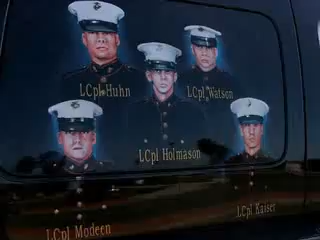 LCpl Huhn
LCpl Watson
LCpl Holmason
LCpl Modeen
LCpl Kaiser